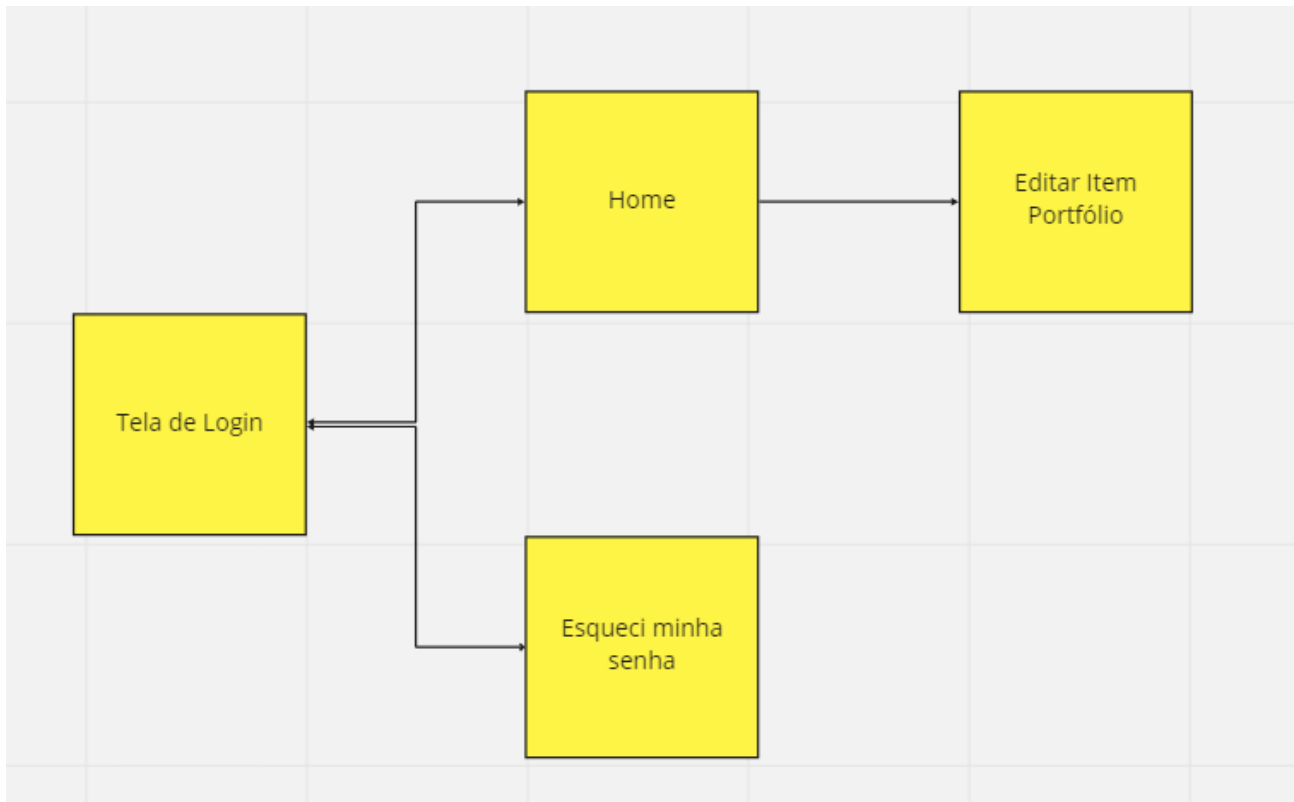 Home
Editar Item
Portfólio
Tela de Login
Esqueci minha
senha